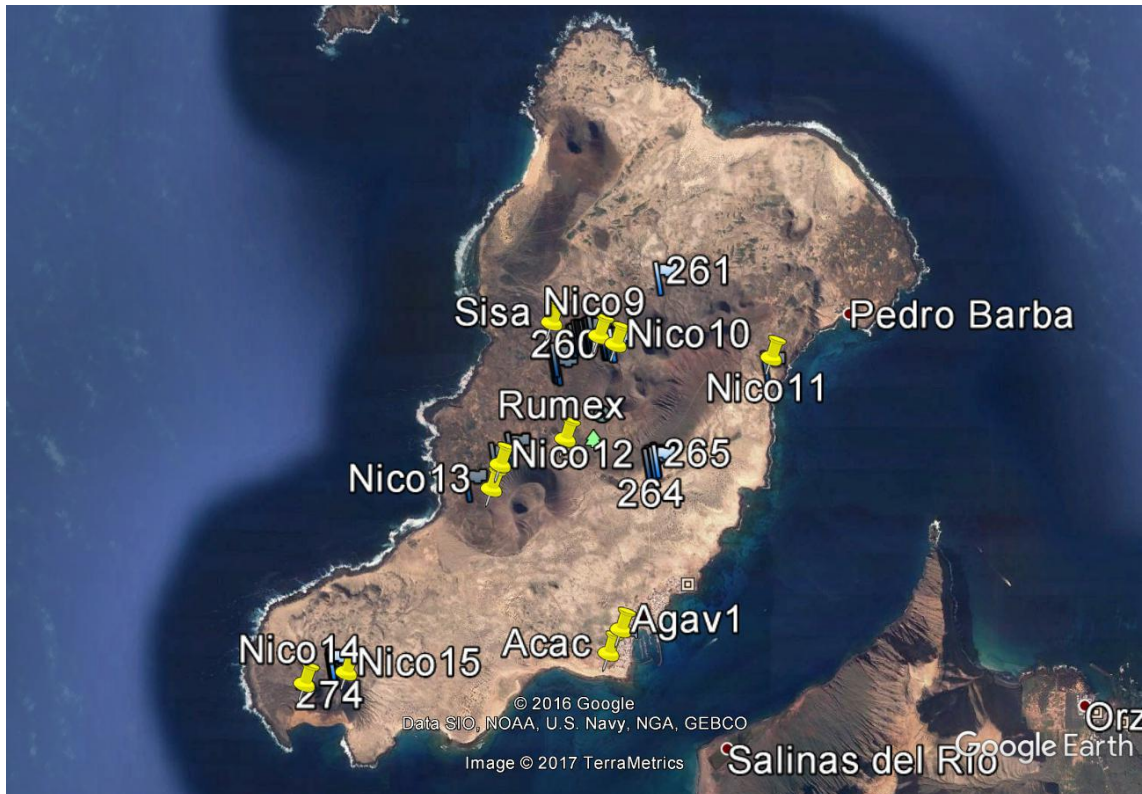 261
Nico9
Sisa
Pedro Barba
Nico10
260
Nico11
Rumex
Nico12
265
Nico13
264
Agav1
Acac
Nico14
Nico15
274
© 2016 Google
Data SIO, NOAA, U.S. Navy, NGA, GEBCO
Orz
Google Earth
Salinas del Río
Image © 2017 TerraMetrics